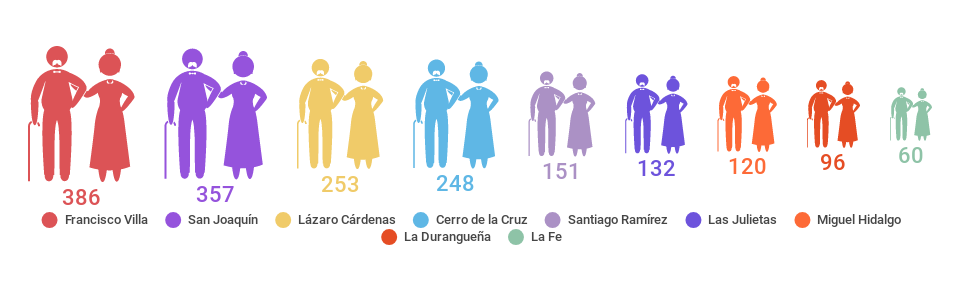 386 357 253 248 151 132 120 96 60
Francisco Villa San Joaquín Lázaro Cárdenas Cerro de la Cruz Santiago Ramírez Las Julietas Miguel Hidalgo
La Durangueña La Fe